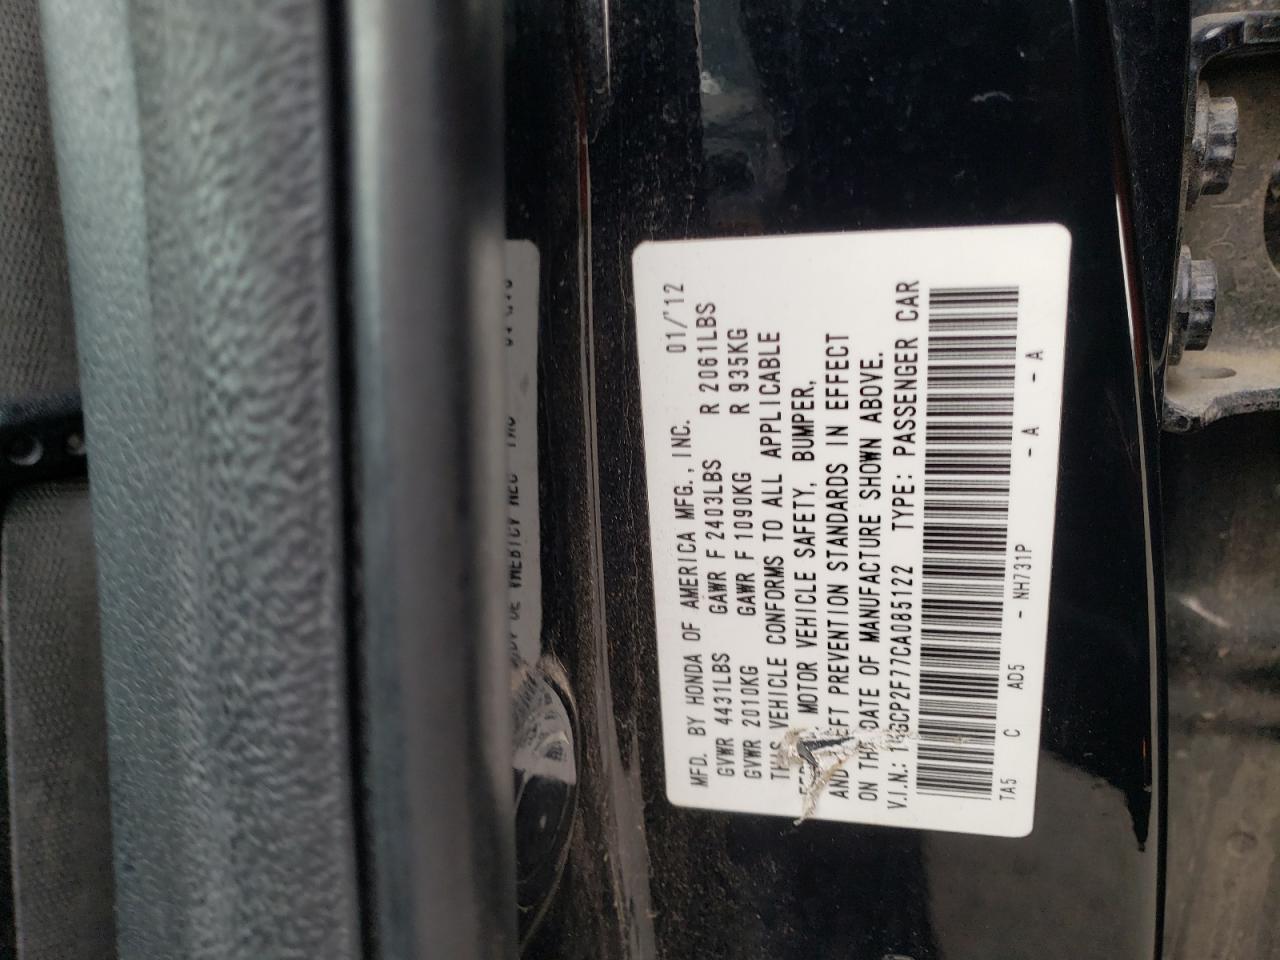 MFD. BY HONDA OF AMERICA MFG., INC. 01/'12
GVWR 4431LBS GAWR F 2403LBS R 2061LBS
GVWR 2010KG GAWR F 1090KG R 935KG
THIS VEHICLE CONFORMS TO ALL APPLICABLE
MOTOR VEHICLE SAFETY, BUMPER,
AND PREVENTION STANDARDS IN EFFECT
ON THE DATE OF MANUFACTURE SHOWN ABOVE.
V.I.N.: 1HGCP2F77CA085122 TYPE: PASSENGER CAR
TA5 C AD5 - NH731P - A - A